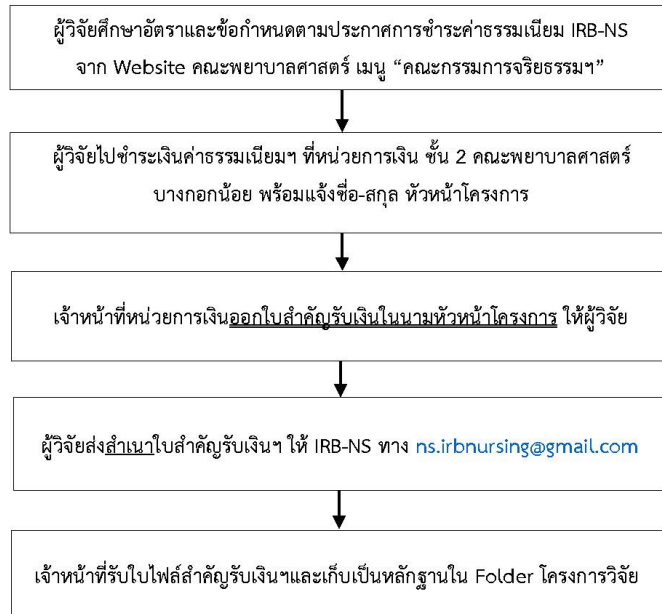 ผู้วิจัยศึกษาอัตราและข้อกำหนดตามประกาศการชำระค่าธรรมเนียม IRB-NS
จาก Website คณะพยาบาลศาสตร์ เมนู “คณะกรรมการจริยธรรมฯ”
ผู้วิจัยไปชำระเงินค่าธรรมเนียมฯ ที่หน่วยการเงิน ชั้น 2 คณะพยาบาลศาสตร์
บางกอกน้อย พร้อมแจ้งชื่อ-สกุล หัวหน้าโครงการ
เจ้าหน้าที่หน่วยการเงินออกใบสำคัญรับเงินในนามหัวหน้าโครงการ ให้ผู้วิจัย
ผู้วิจัยส่งสำเนาใบสำคัญรับเงินฯ ให้ IRB-NS ทาง ns.irbnursing@gmail.com
เจ้าหน้าที่รับใบไฟล์สำคัญรับเงินฯและเก็บเป็นหลักฐานใน Folder โครงการวิจัย